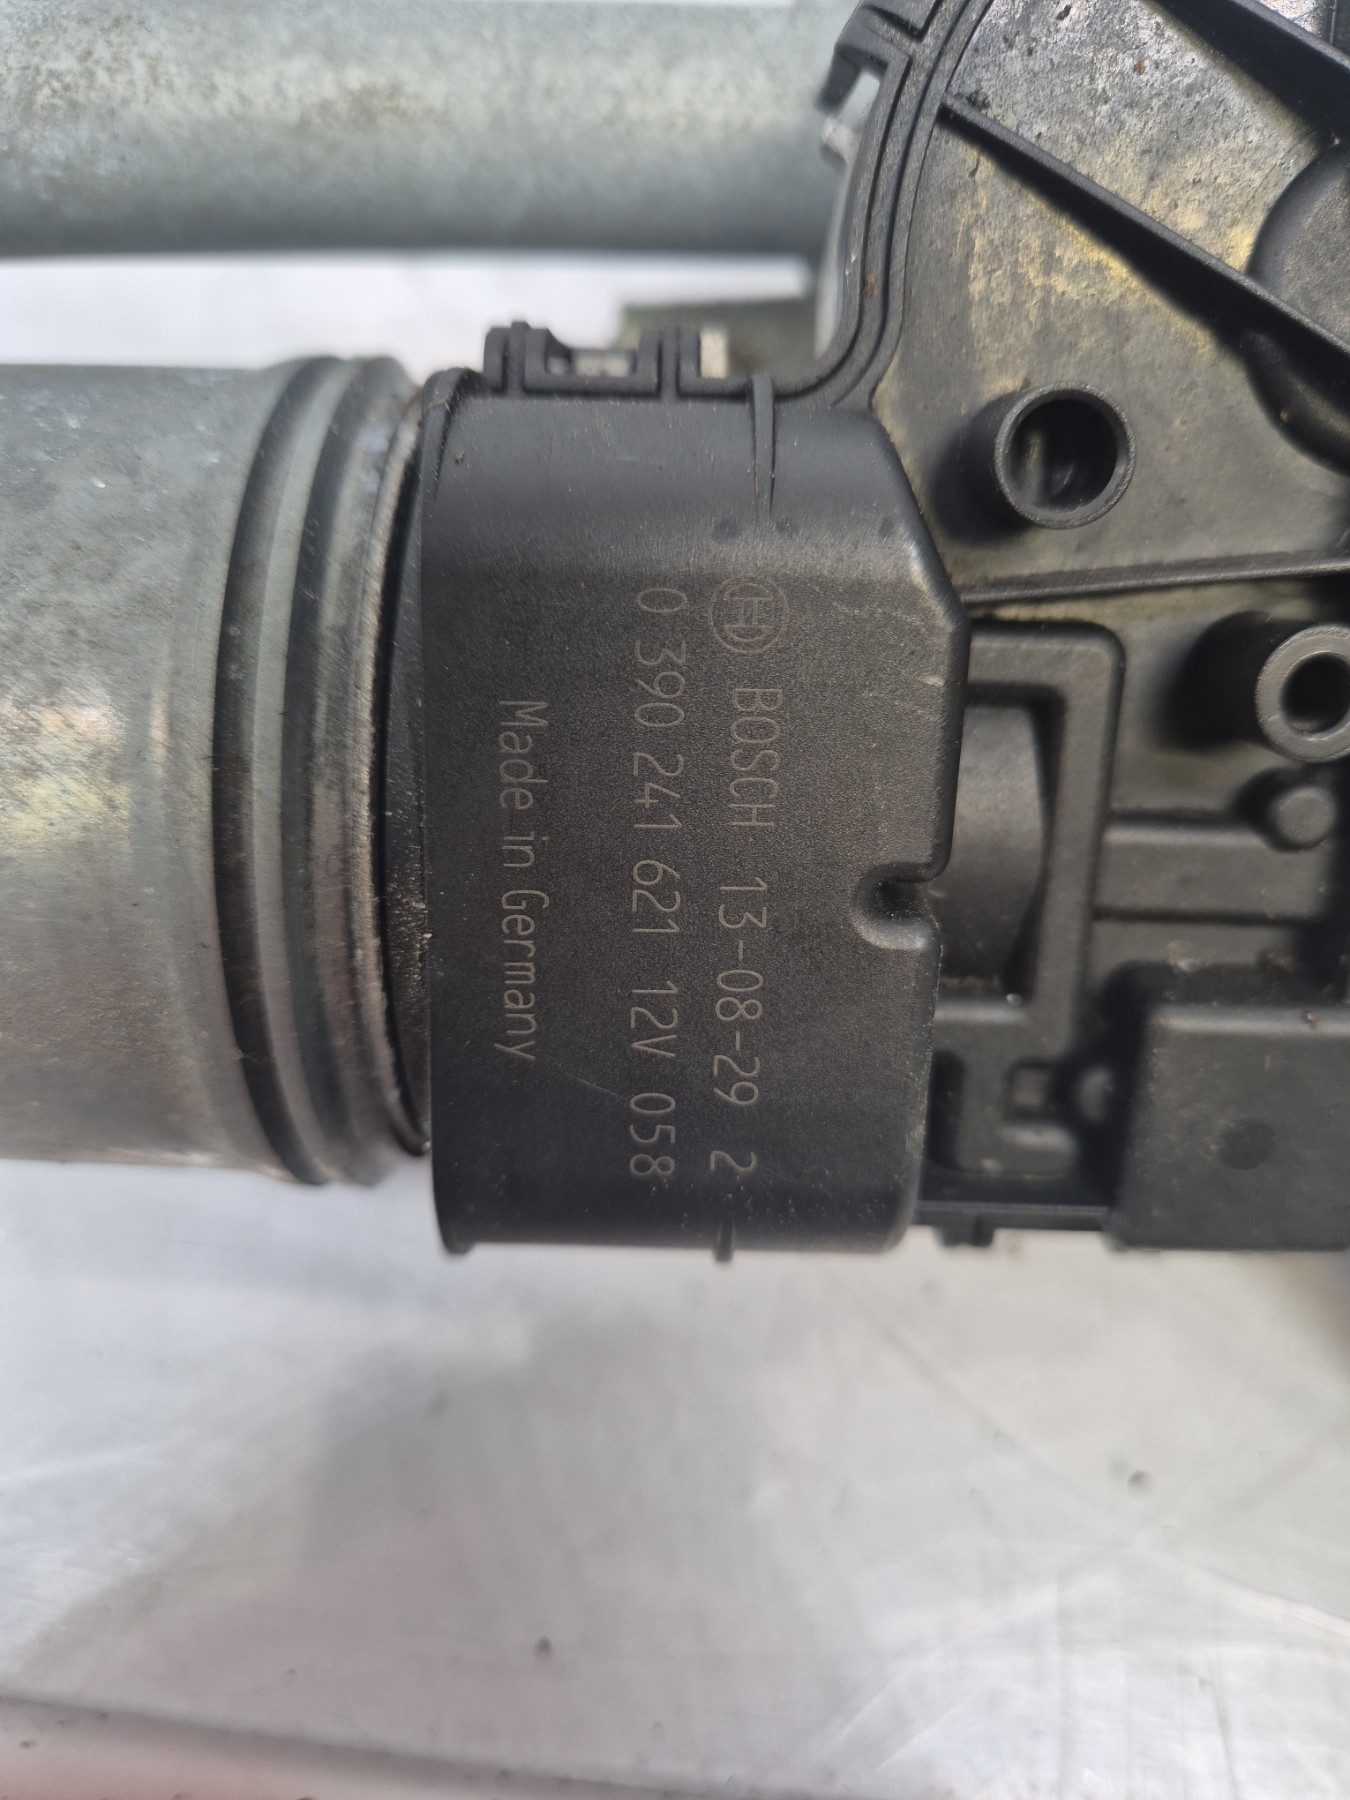 BOSCH 13-08-29 2
0 390 241 621 12V 058
Made in Germany